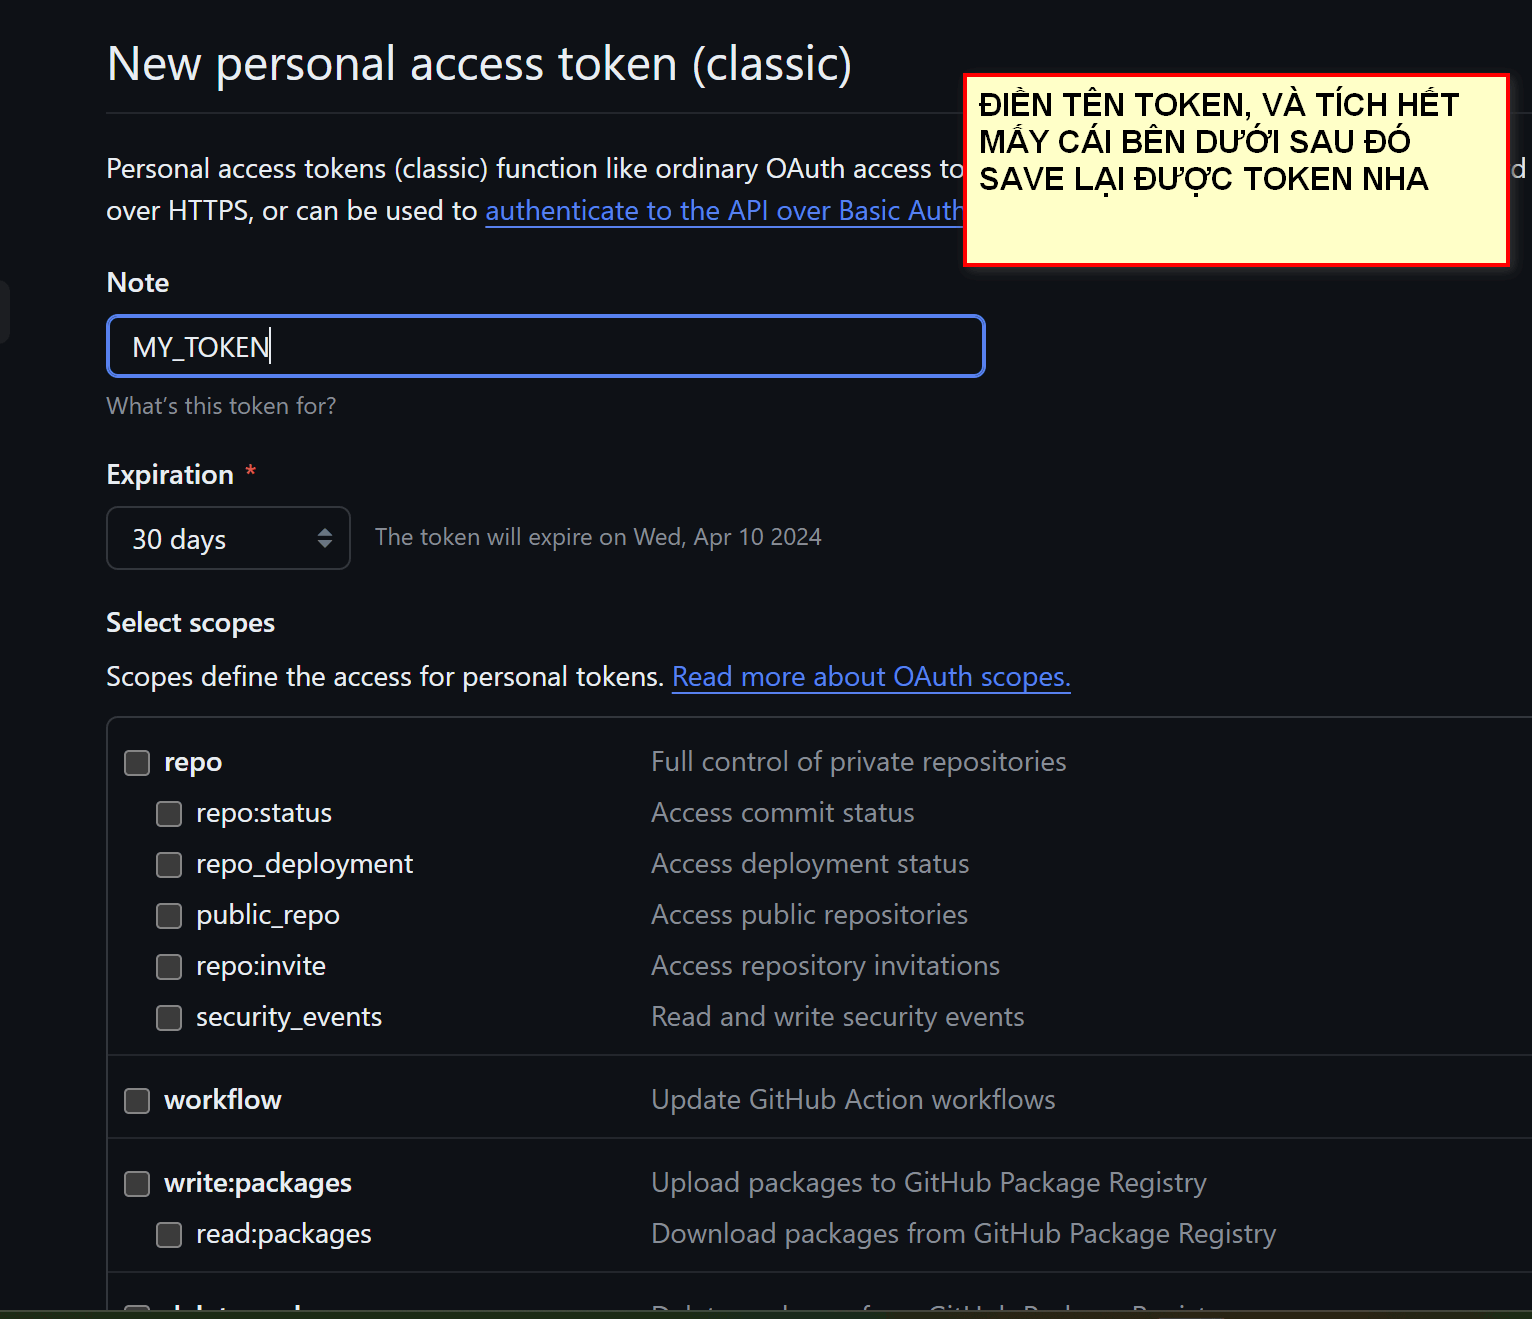 New personal access token (classic)
ĐIỀN TÊN TOKEN, VÀ TÍCH HẾT
MẤY CÁI BÊN DƯỚI SAU ĐÓ
SAVE LẠI ĐƯỢC TOKEN NHA
Personal access tokens (classic) function like ordinary OAuth access
over HTTPS, or can be used to authenticate to the API over Basic Auth
Note
MY_TOKEN
What's this token for?
Expiration *
30 days
The token will expire on Wed, Apr 10 2024
Select scopes
Scopes define the access for personal tokens. Read more about OAuth scopes.
repo Full control of private repositories
repo:status Access commit status
repo_deployment Access deployment status
public_repo Access public repositories
repo:invite Access repository invitations
security_events Read and write security events
workflow Update GitHub Action workflows
write:packages Upload packages to GitHub Package Registry
read:packages Download packages from GitHub Package Registry